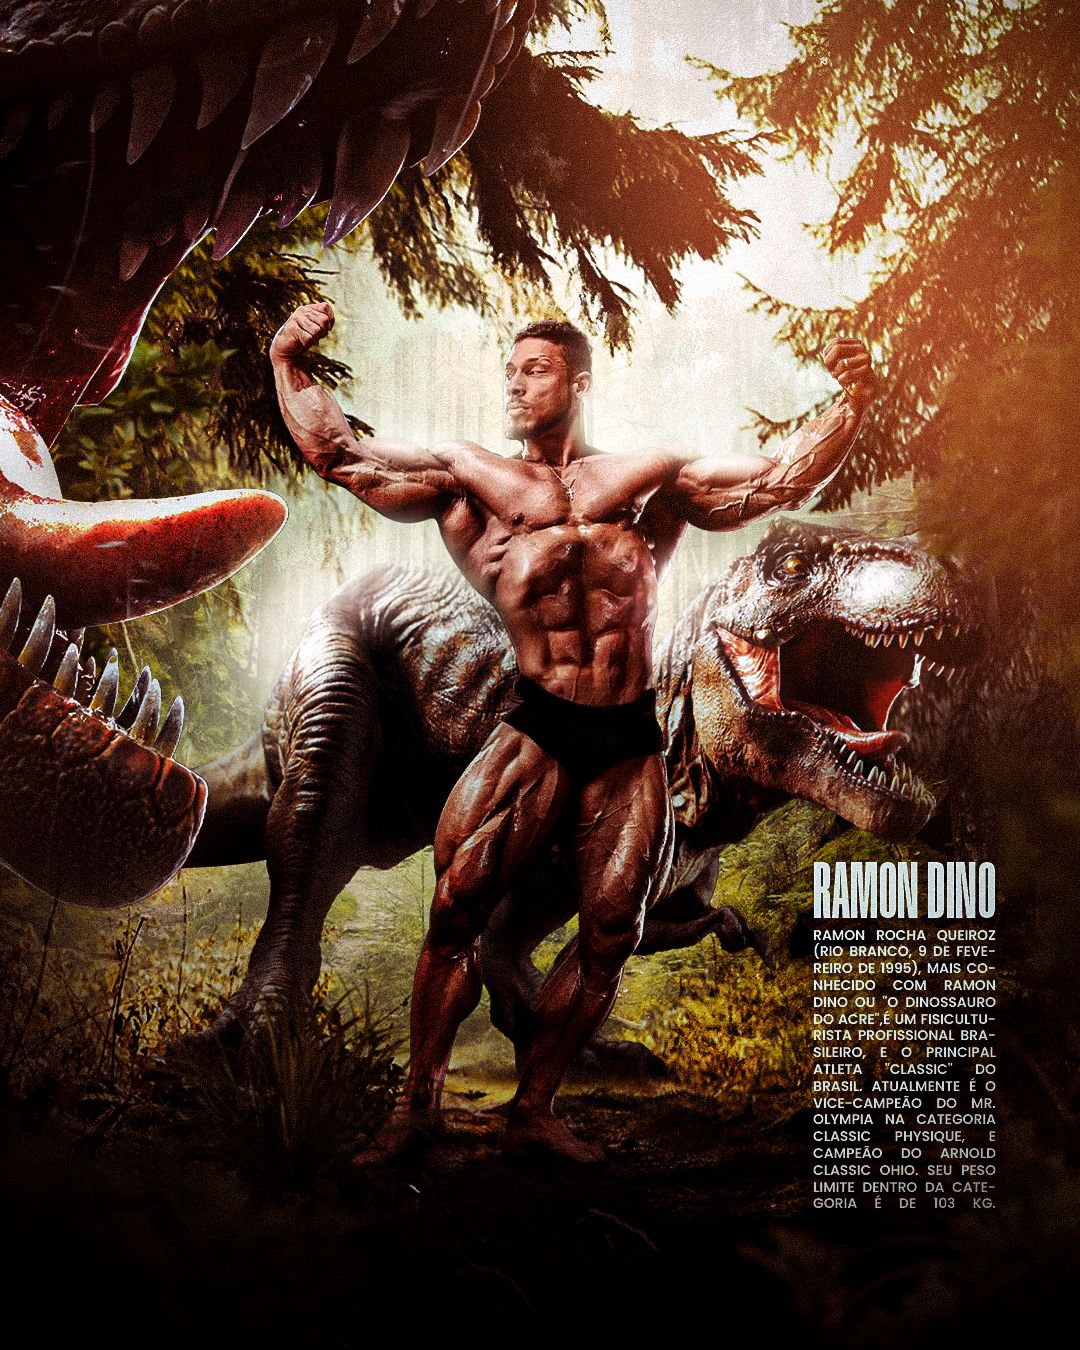 RAMON DINO
RAMON ROCHA QUEIROZ
(RIO BRANCO, 9 DE FEVE-
REIRO DE 1995), MAIS CO-
NHECIDO COM RAMON
DINO OU "O DINOSSAURO
DO ACRE",É UM FISICULTU-
RISTA PROFISSIONAL BRA-
SILEIRO, E O PRINCIPAL
ATLETA "CLASSIC" DO
BRASIL. ATUALMENTE É O
VICE-CAMPEÃO DO MR.
OLYMPIA NA CATEGORIA
CLASSIC PHYSIQUE, E
CAMPEÃO DO ARNOLD
CLASSIC OHIO. SEU PESO
LIMITE DENTRO DA CATE-
GORIA É DE 103 KG.